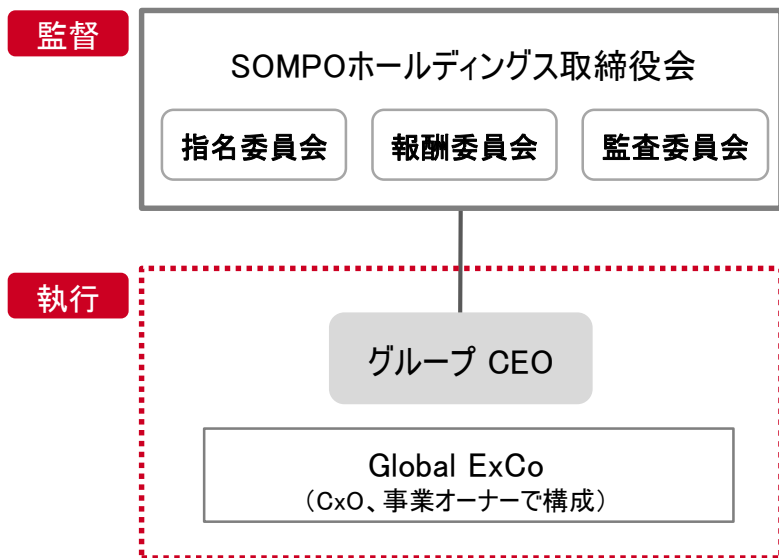 監督
SOMPOホールディングス取締役会
指名委員会 報酬委員会 監査委員会
執行
グループ CEO
Global ExCo
（CxO、事業オーナーで構成）